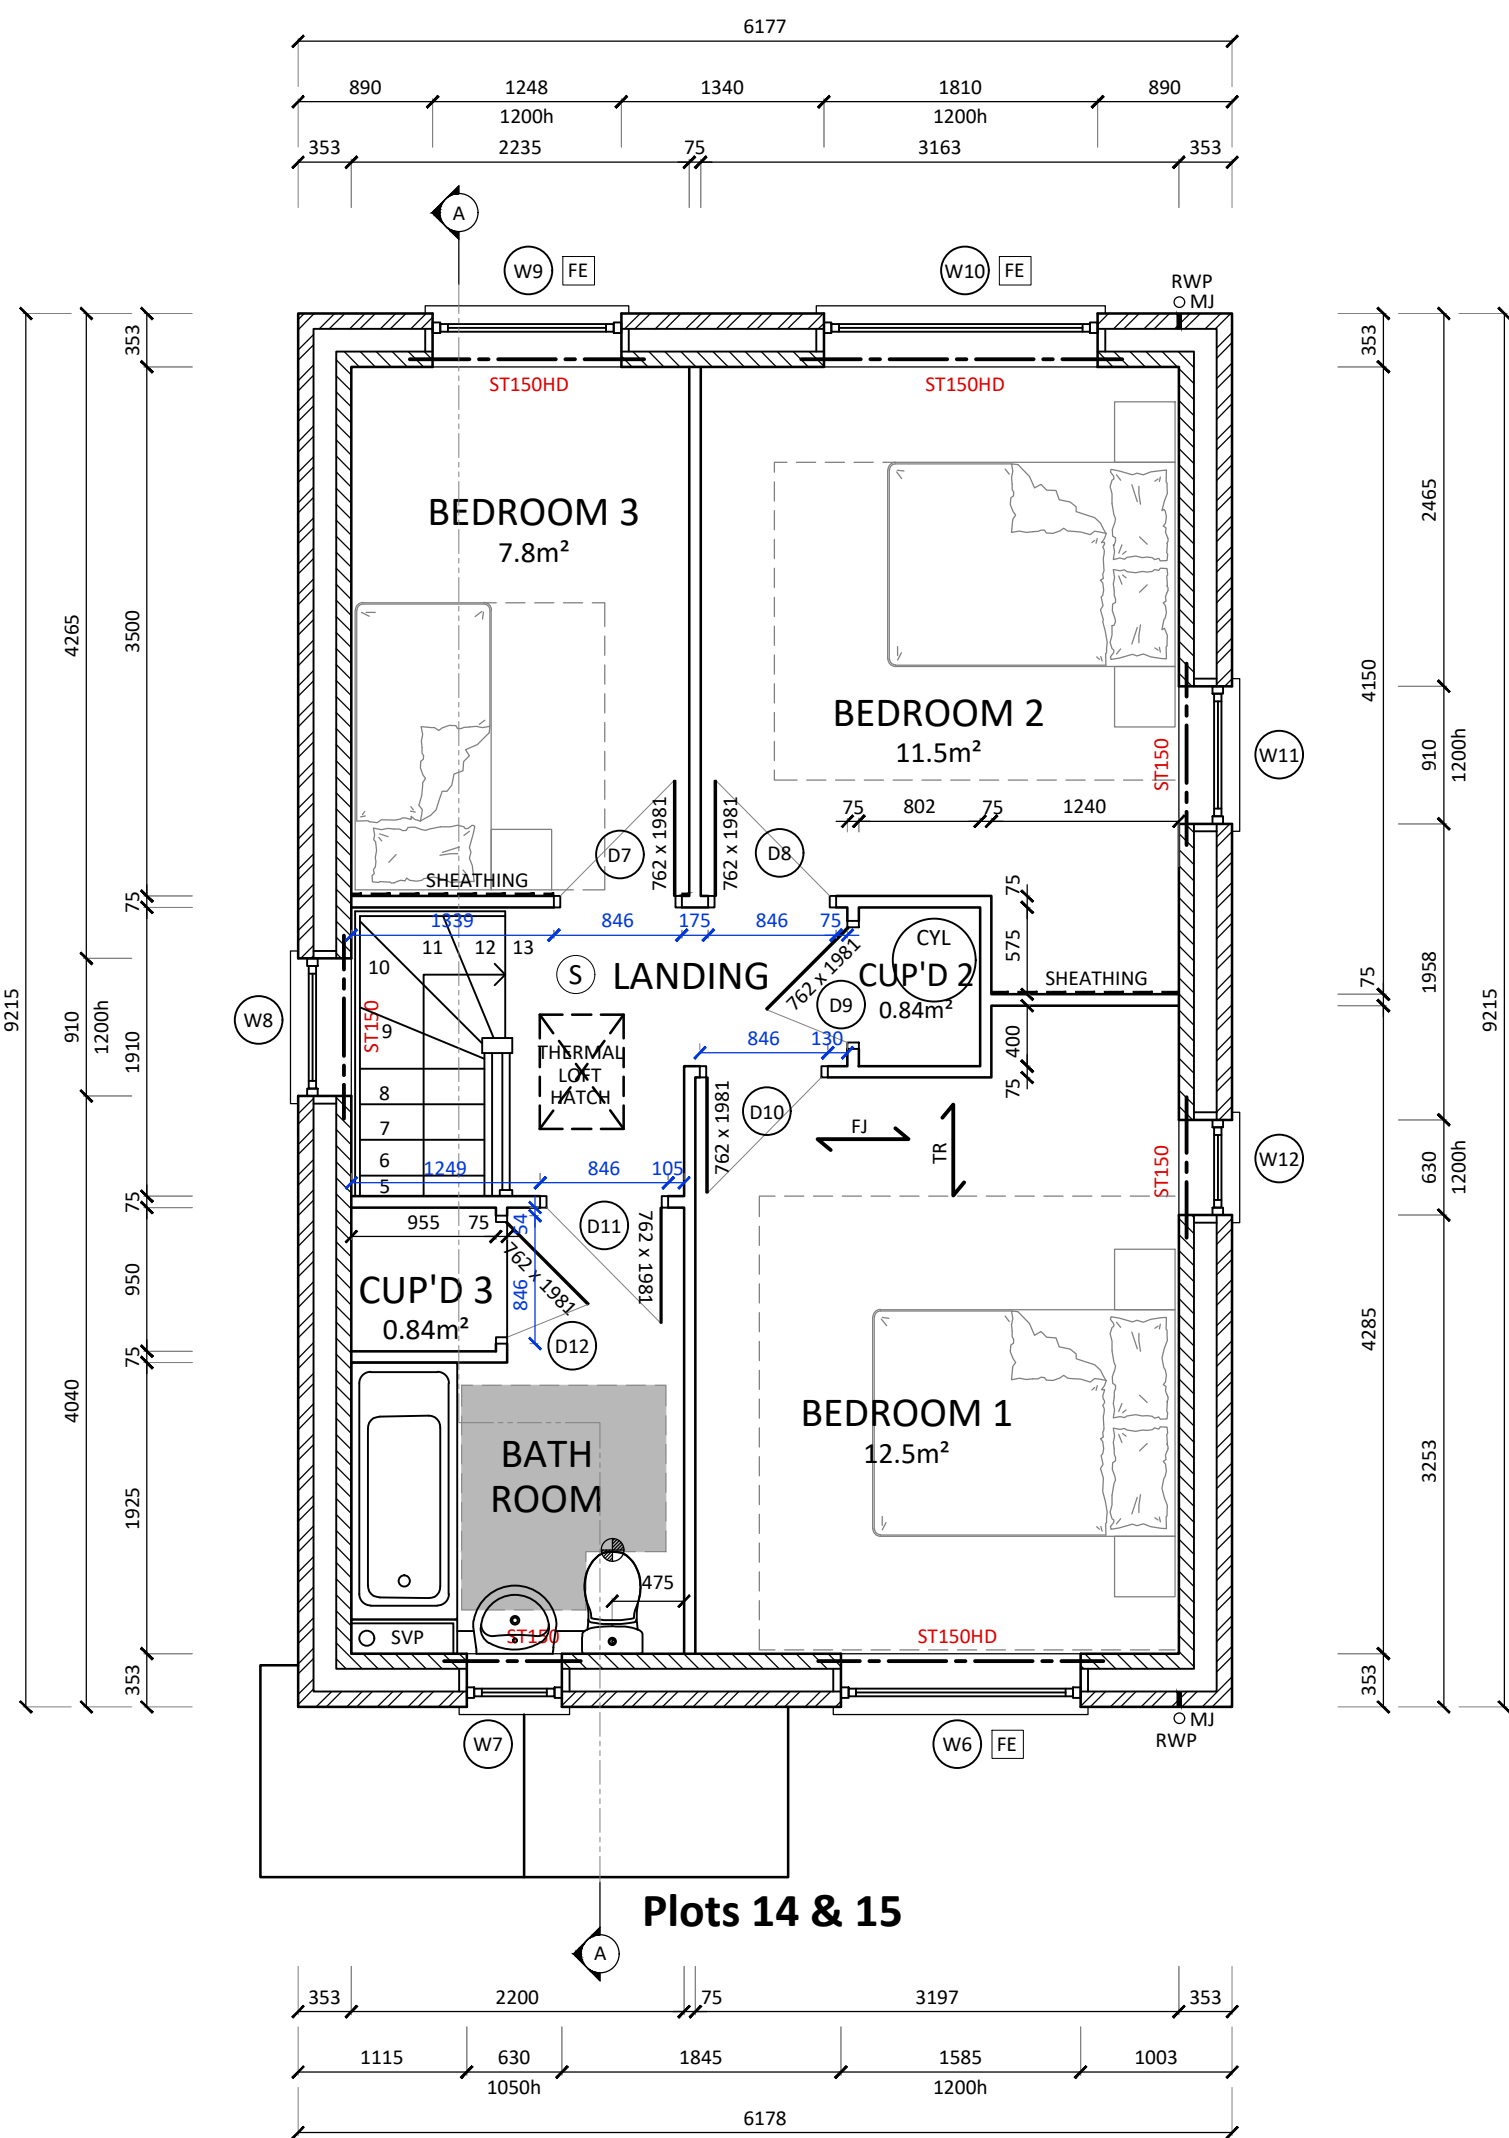 6177
890 1248 1340 1810 890
1200h 1200h
353 2235 75 3163 353
A
W9 FE W10 FE
RWP
MJ
ST150HD ST150HD
353
353
BEDROOM 3
7.8m²
2465
4265
3500
4150
BEDROOM 2
11.5m²
ST150
W11
910
1200h
75 802 75 1240
762 x 1981
762 x 1981
D7 D8
SHEATHING
75
75
1339 846 175 846 75
575
CYL
11 12 13
10
9
8
7
6
5
S LANDING
762 x 1981
CUP'D 2
0.84m²
D9
SHEATHING
75
1958
9215
9215
W8
910
1200h
1910
ST150
THERMAL
LOFT
HATCH
846 130
400
75
762 x 1981
D10
FJ
TR
ST150
W12
630
1200h
1249 846 105
75
955 75
54
D11
762 x 1981
762 x 1981
846
950
CUP'D 3
0.84m²
D12
75
4285
4040
BEDROOM 1
12.5m²
3253
BATH
ROOM
1925
475
SVP
ST150 ST150HD
353
353
MJ
RWP
W7 W6 FE
Plots 14 & 15
A
353 2200 75 3197 353
1115 630 1845 1585 1003
1050h 1200h
6178